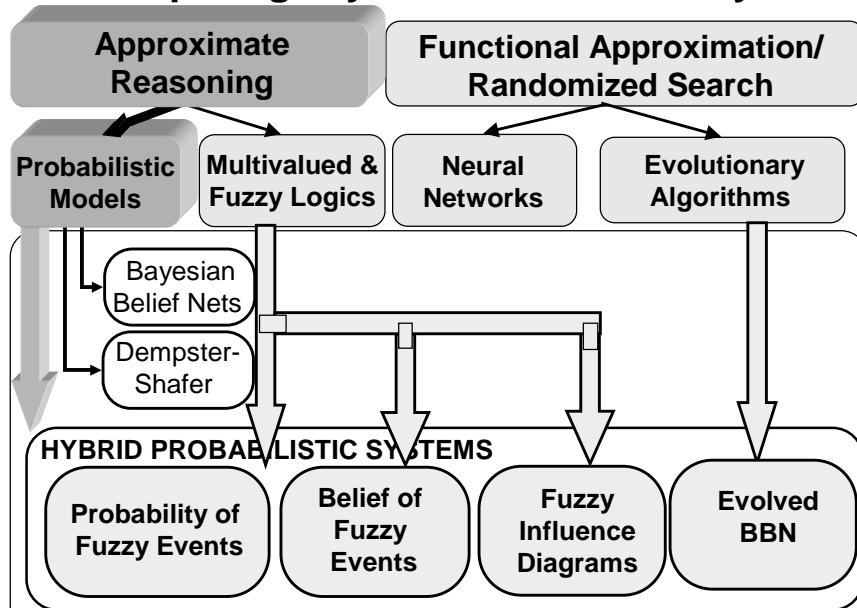 Approximate
Reasoning
Functional Approximation/
Randomized Search
Probabilistic
Models
Multivalued &
Fuzzy Logics
Neural
Networks
Evolutionary
Algorithms
Bayesian
Belief Nets
Dempster-
Shafer
HYBRID PROBABILISTIC SYSTEMS
Probability of
Fuzzy Events
Belief of
Fuzzy
Events
Fuzzy
Influence
Diagrams
Evolved
BBN